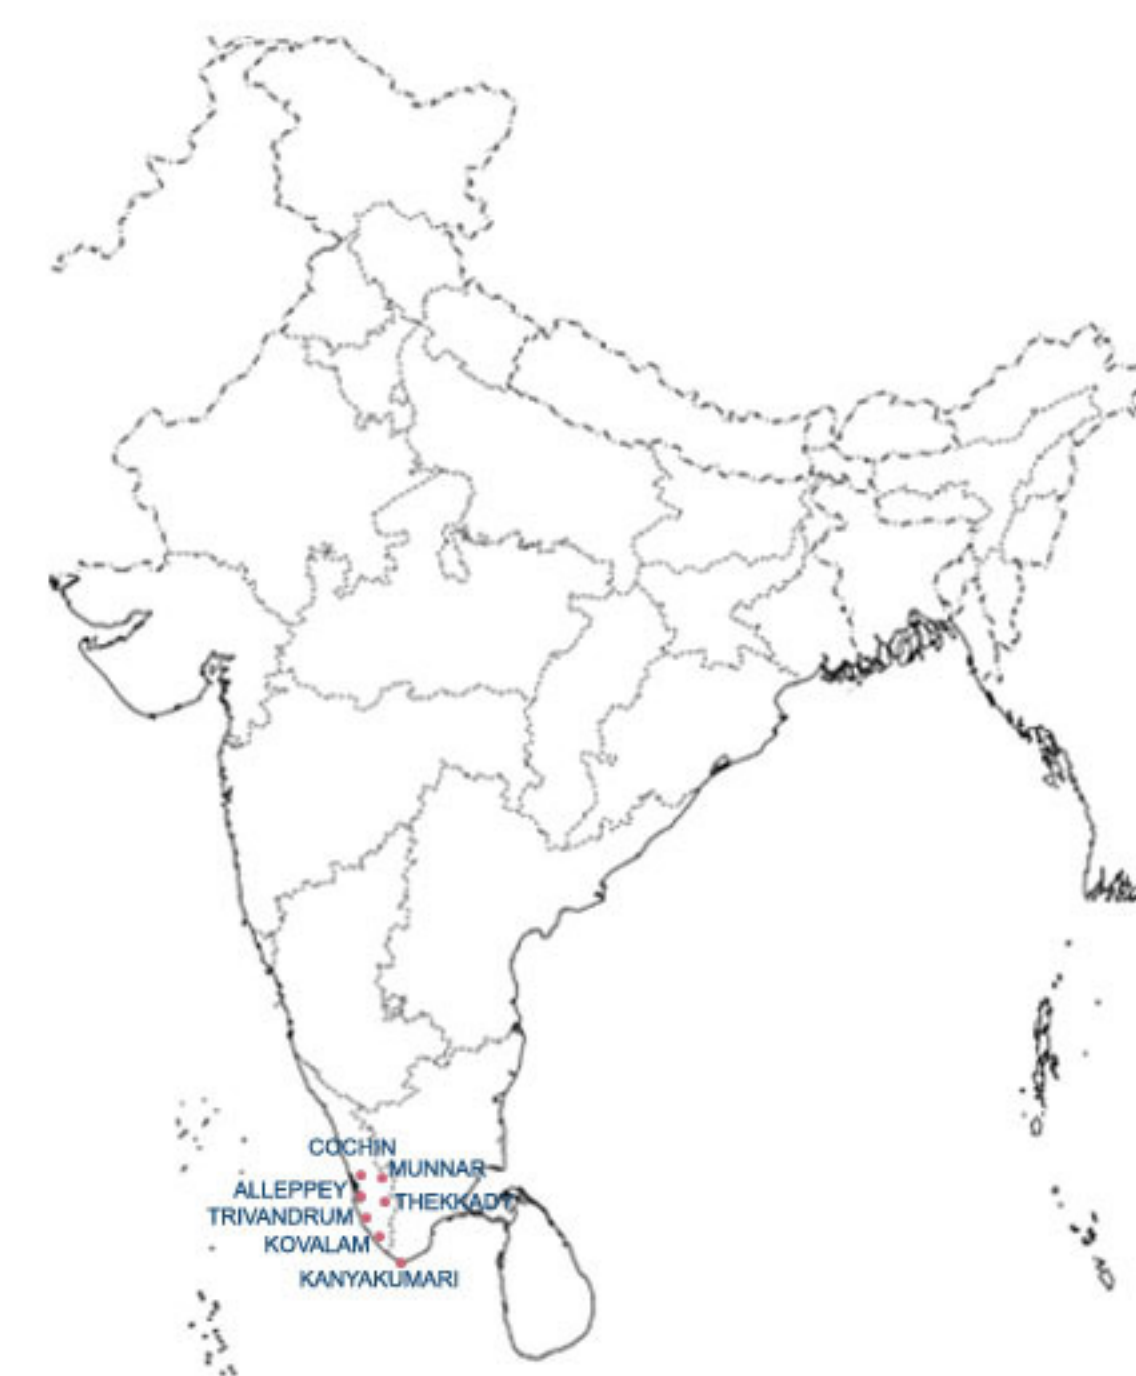 COCHIN
MUNNAR
ALLEPPEY
THEKKADY
TRIVANDRUM
KOVALAM
KANYAKUMARI